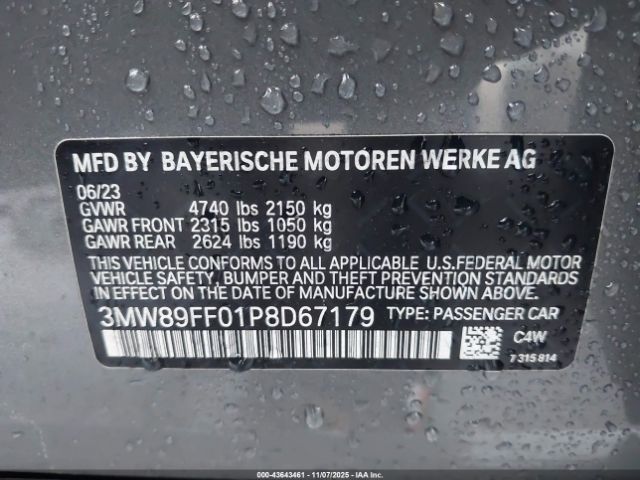 MFD BY BAYERISCHE MOTOREN WERKE AG
06/23
GVWR 4740 lbs 2150 kg
GAWR FRONT 2315 lbs 1050 kg
GAWR REAR 2624 lbs 1190 kg
THIS VEHICLE CONFORMS TO ALL APPLICABLE U.S.FEDERAL MOTOR
VEHICLE SAFETY, BUMPER AND THEFT PREVENTION STANDARDS
IN EFFECT ON THE DATE OF MANUFACTURE SHOWN ABOVE.
3MW89FF01P8D67179 TYPE: PASSENGER CAR
C4W
7 315 814
000-43643461 - 11/07/2025 - IAA, Inc. All Rights Reserved